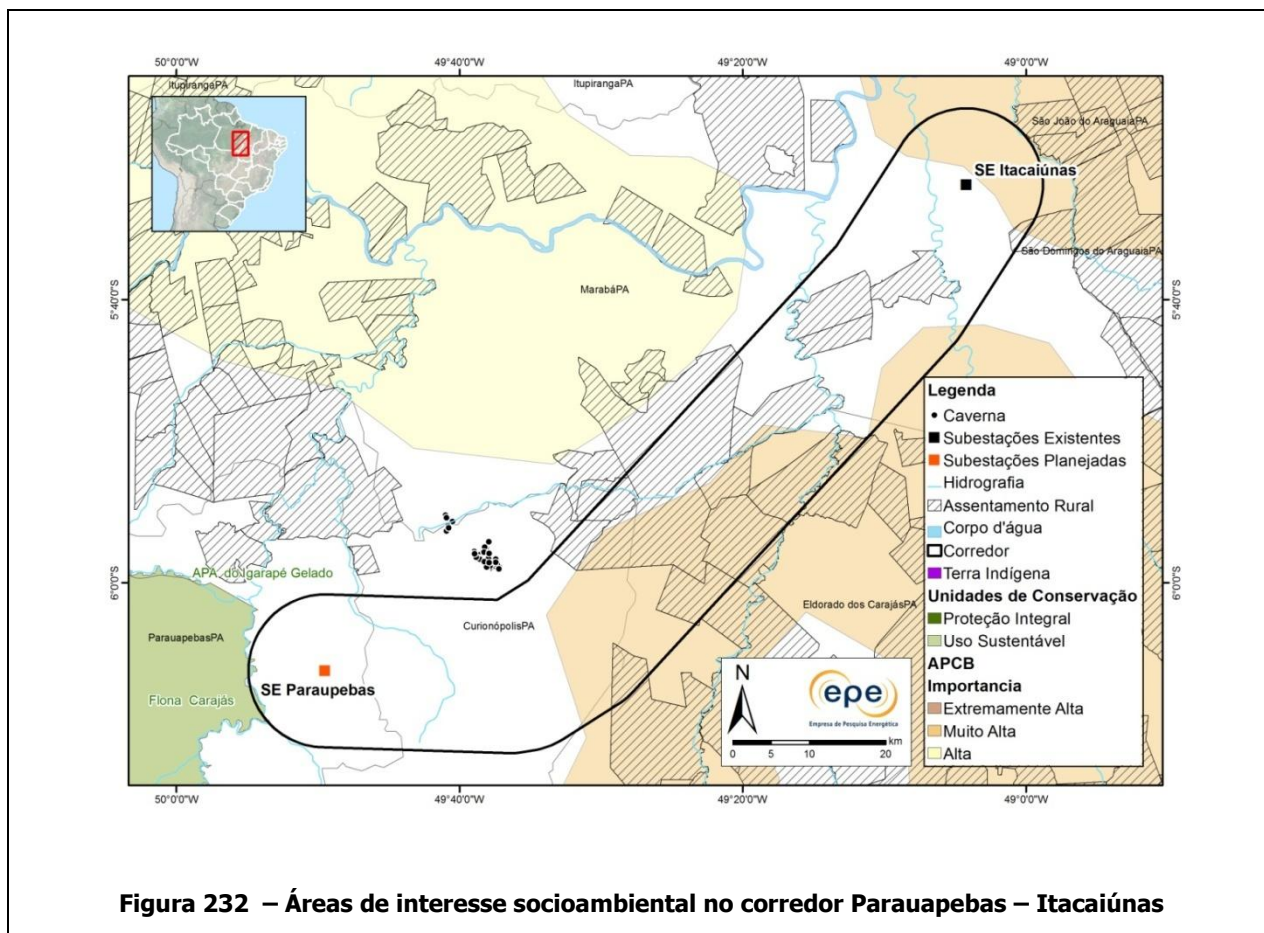 50°0'0"W 49°40'0"W 49°20'0"W 49°0'0"W
ItupirangaPA
ItupirangaPA
São João do AraguaiaPA
SE Itacaiúnas
São Domingos do AraguaiaPA
MarabáPA
5°40'0"S
5°40'0"S
Legenda
Caverna
Subestações Existentes
Subestações Planejadas
Hidrografia
Assentamento Rural
Corpo d'água
Corredor
Terra Indígena
Unidades de Conservação
Proteção Integral
Uso Sustentável
APCB
Importancia
Extremamente Alta
Muito Alta
Alta
APA do Igarapé Gelado
6°0'0"S
6°0'0"S
Eldorado dos CarajásPA
CurionópolisPA
ParauapebasPA
SE Paraupebas
Flona Carajás
N
epe
Empresa de Pesquisa Energética
km
0 5 10 20
50°0'0"W 49°40'0"W 49°20'0"W 49°0'0"W
Figura 232 – Áreas de interesse socioambiental no corredor Parauapebas – Itacaiúnas